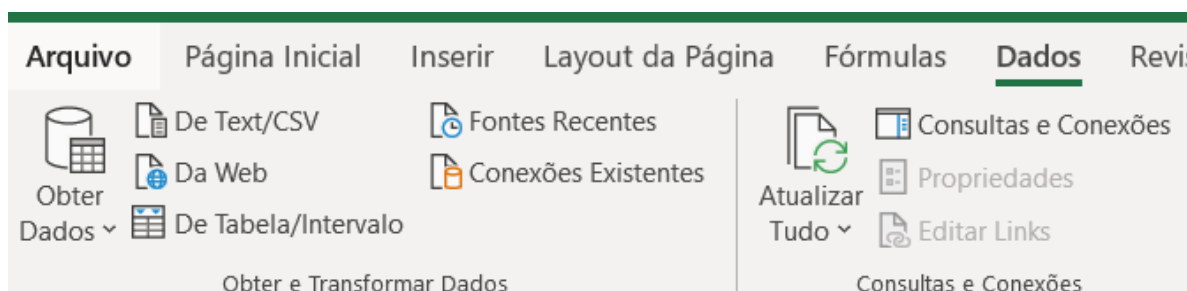 Arquivo Página Inicial Inserir Layout da Página Fórmulas Dados
Obter
Dados
De Text/CSV
Da Web
De Tabela/Intervalo
Fontes Recentes
Conexões Existentes
Obter e Transformar Dados
Atualizar
Tudo
Consultas e Conexões
Propriedades
Editar Links
Consultas e Conexões